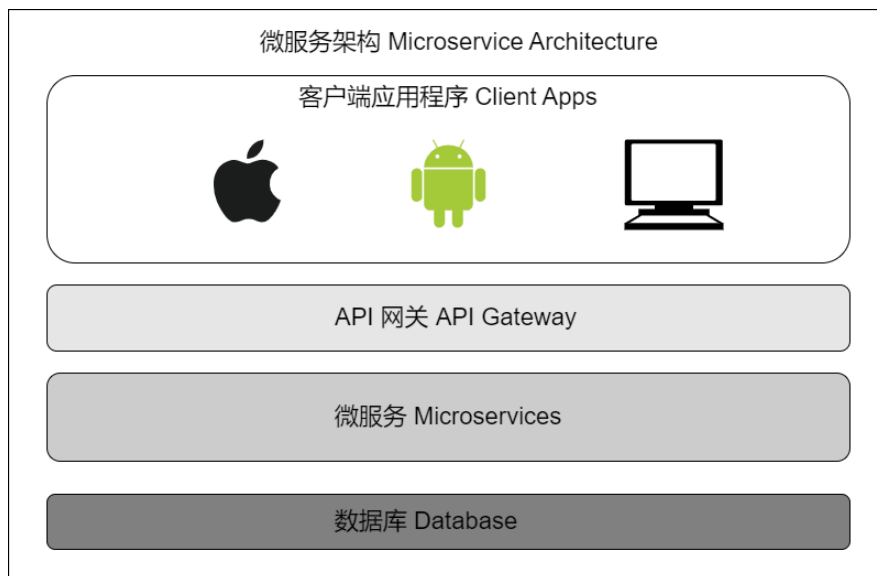 微服务架构 Microservice Architecture
客户端应用程序 Client Apps
API 网关 API Gateway
微服务 Microservices
数据库 Database